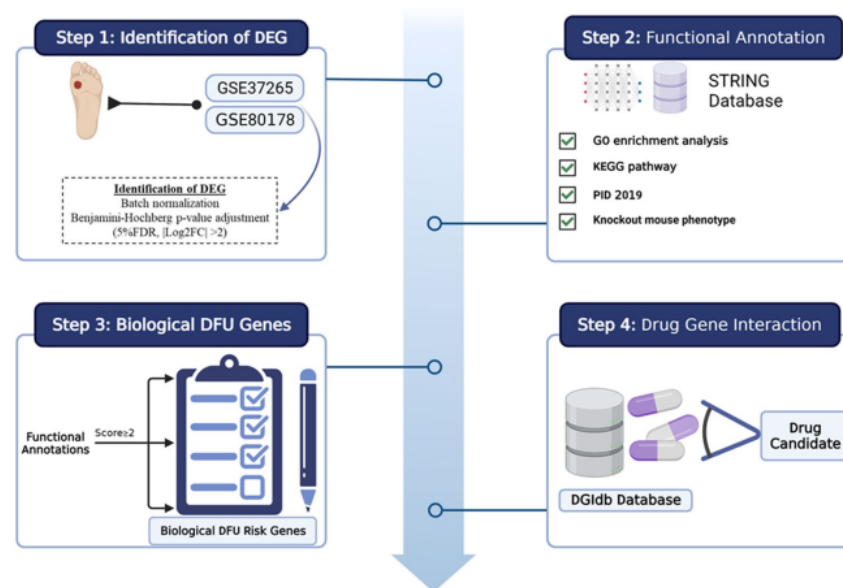 Step 1: Identification of DEG
GSE37265
GSE80178
Identification of DEG
Batch normalization
Benjamini-Hochberg p-value adjustment
(5%FDR, |Log2FC| >2)
Step 2: Functional Annotation
STRING
Database
GO enrichment analysis
KEGG pathway
PID 2019
Knockout mouse phenotype
Step 3: Biological DFU Genes
Functional
Annotations
Score≥2
Biological DFU Risk Genes
Step 4: Drug Gene Interaction
Drug
Candidate
DGIdb Database